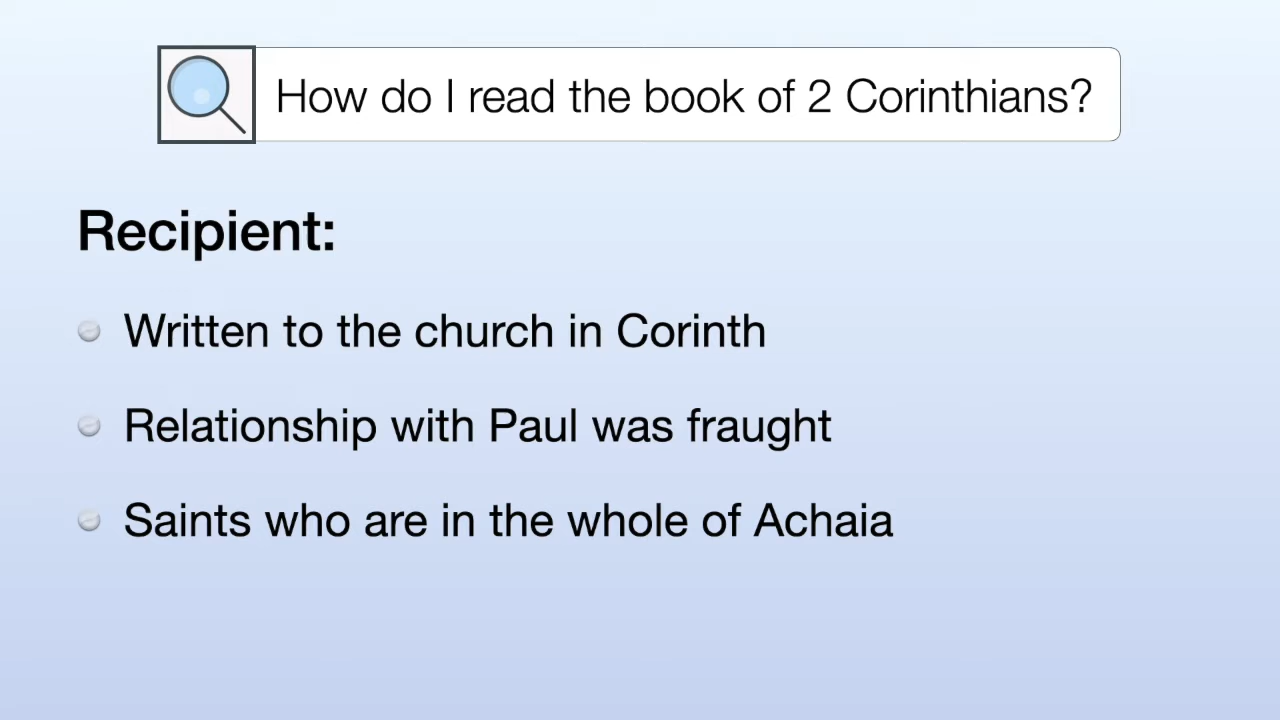 How do I read the book of 2 Corinthians?
Recipient:
Written to the church in Corinth
Relationship with Paul was fraught
Saints who are in the whole of Achaia